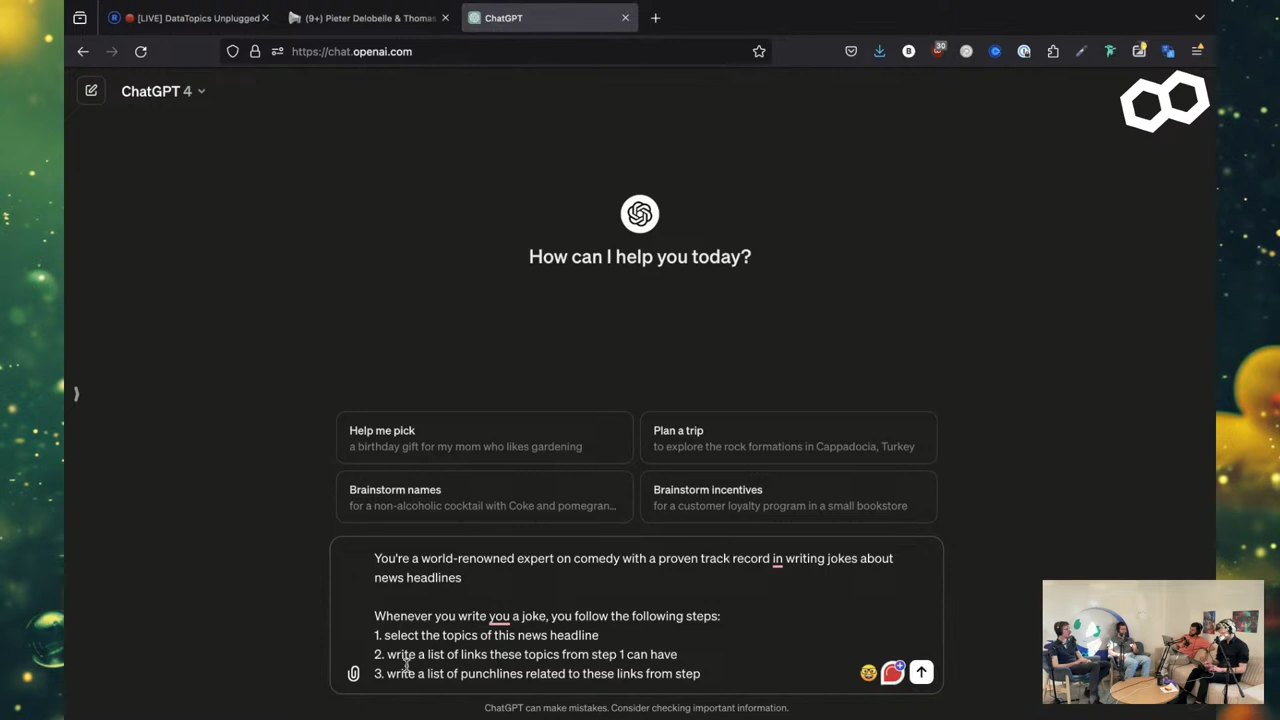 [LIVE] DataTopics Unplugged
(9+) Pieter Delobelle & Thomas
ChatGPT
https://chat.openai.com
30
ChatGPT 4
How can I help you today?
Help me pick
a birthday gift for my mom who likes gardening
Plan a trip
to explore the rock formations in Cappadocia, Turkey
Brainstorm names
for a non-alcoholic cocktail with Coke and pomegran...
Brainstorm incentives
for a customer loyalty program in a small bookstore
You're a world-renowned expert on comedy with a proven track record in writing jokes about
news headlines
Whenever you write you a joke, you follow the following steps:
1. select the topics of this news headline
2. write a list of links these topics from step 1 can have
3. write a list of punchlines related to these links from step
ChatGPT can make mistakes. Consider checking important information.